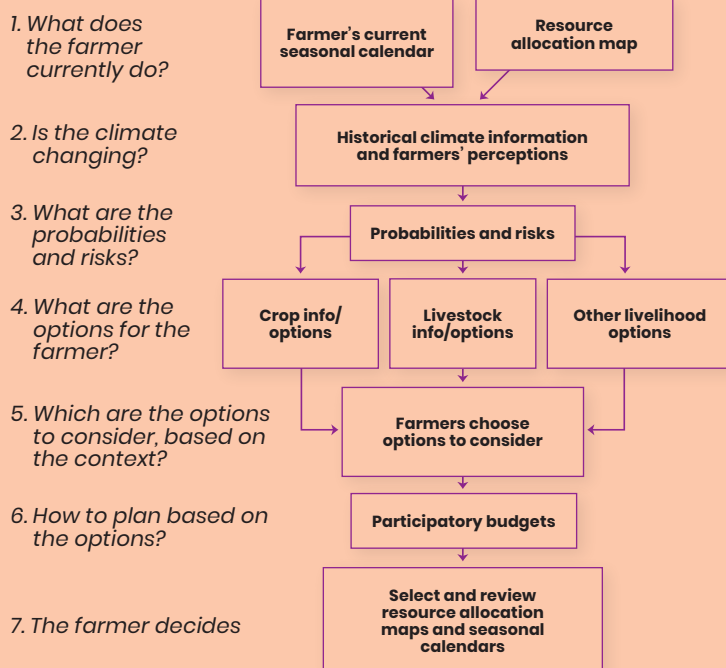 1. What does
the farmer
currently do?
Farmer’s current
seasonal calendar
Resource
allocation map
2. Is the climate
changing?
Historical climate information
and farmers’ perceptions
3. What are the
probabilities
and risks?
Probabilities and risks
4. What are the
options for the
farmer?
Crop info/
options
Livestock
info/options
Other livelihood
options
5. Which are the options
to consider, based on
the context?
Farmers choose
options to consider
6. How to plan based on
the options?
Participatory budgets
7. The farmer decides
Select and review
resource allocation
maps and seasonal
calendars